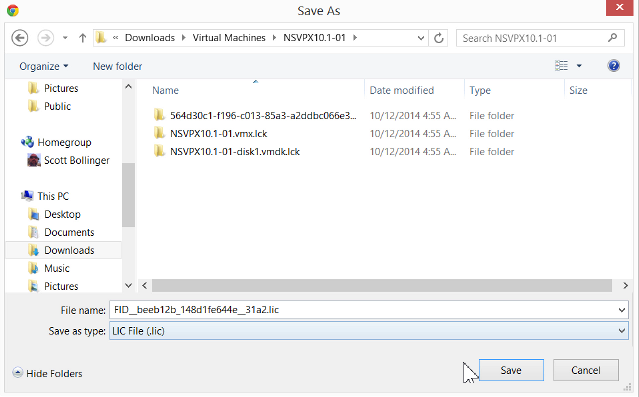 Save As
« Downloads ▸ Virtual Machines ▸ NSVPX10.1-01 ▸
Search NSVPX10.1-01
Organize ▾ New folder
Pictures
Public
Homegroup
Scott Bollinger
This PC
Desktop
Documents
Downloads
Music
Pictures
Name Date modified Type Size
564d30c1-f196-c013-85a3-a2ddbc066e3... 10/12/2014 4:55 A... File folder
NSVPX10.1-01.vmx.lck 10/12/2014 4:55 A... File folder
NSVPX10.1-01-disk1.vmdk.lck 10/12/2014 4:55 A... File folder
File name: FID__beeb12b_148d1fe644e__31a2.lic
Save as type: LIC File (.lic)
Hide Folders
Save
Cancel